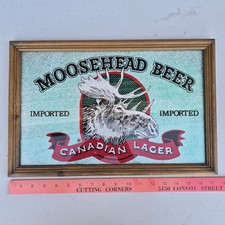 MOOSEHEAD BEER
IMPORTED IMPORTED
CANADIAN LAGER
CUTTING CORNERS 5150 CONVOY STREET